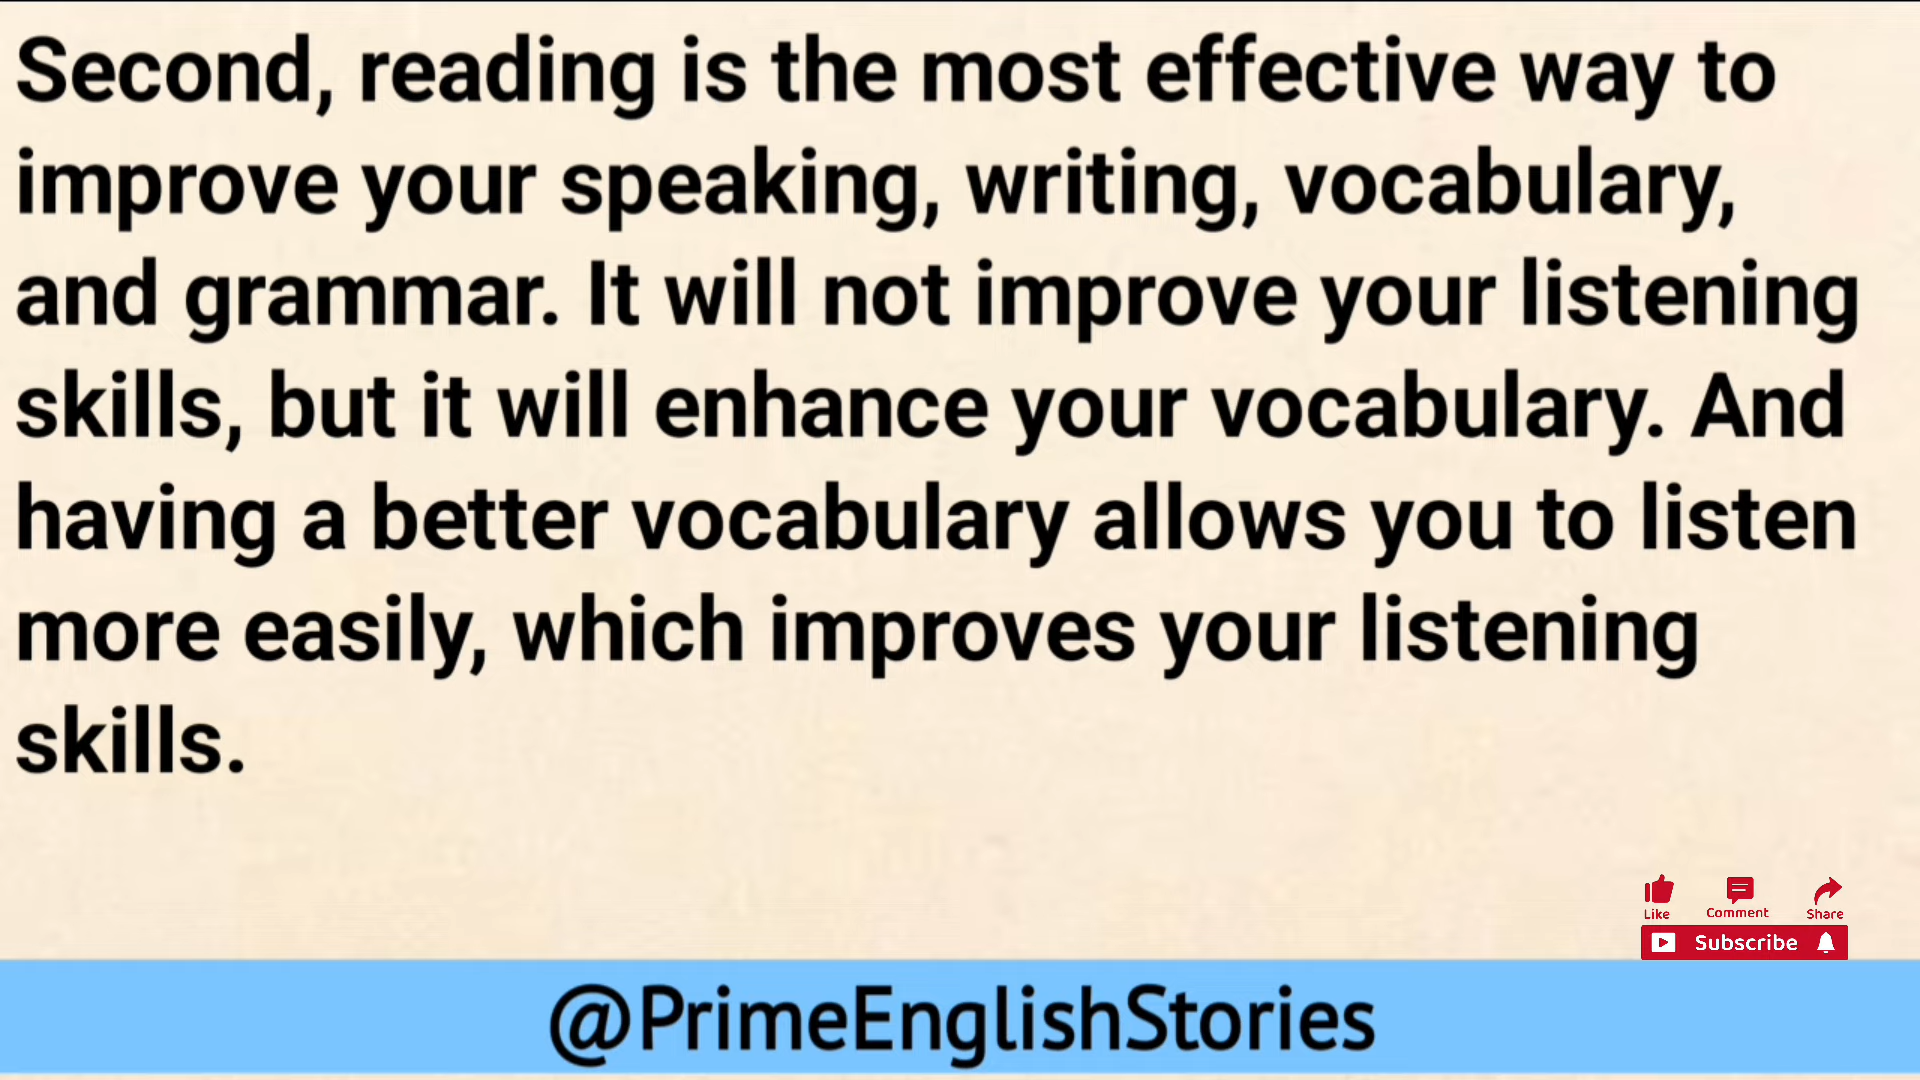 Second, reading is the most effective way to
improve your speaking, writing, vocabulary,
and grammar. It will not improve your listening
skills, but it will enhance your vocabulary. And
having a better vocabulary allows you to listen
more easily, which improves your listening
skills.
Like Comment Share
Subscribe
@PrimeEnglishStories